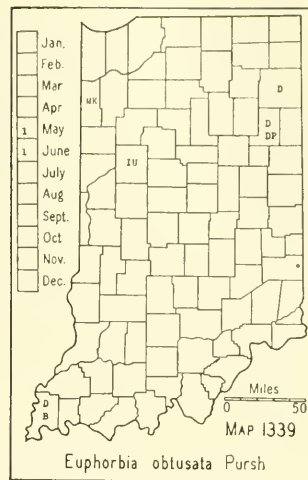 Jan.
Feb.
Mar
Apr
1 May
1 June
July
Aug
Sept.
Oct
Nov.
Dec.
D
MK
D
DP
IU
D
B
Miles
0 50
MAP 1339
Euphorbia obtusata Pursh